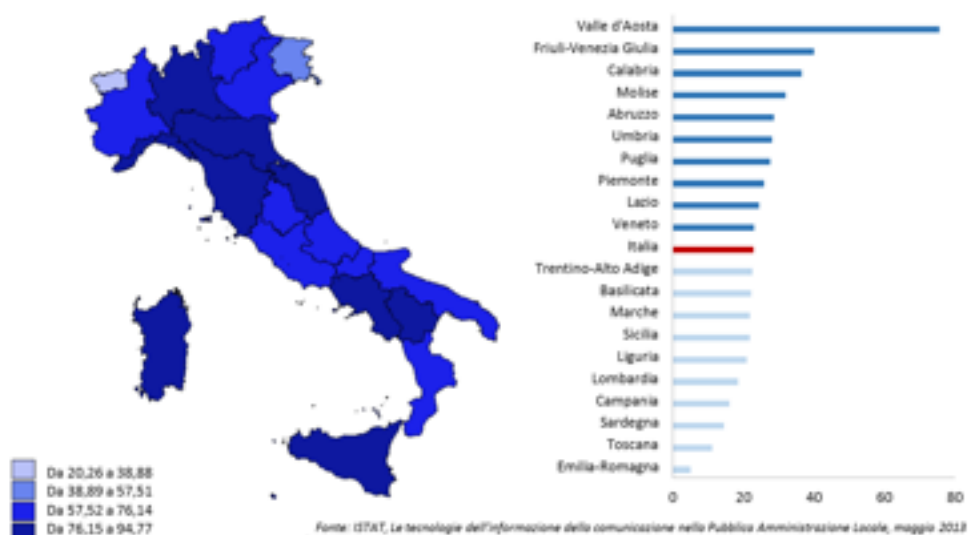 Valle d'Aosta
Friuli-Venezia Giulia
Calabria
Molise
Abruzzo
Umbria
Puglia
Piemonte
Lazio
Veneto
Italia
Trentino-Alto Adige
Basilicata
Marche
Sicilia
Liguria
Lombardia
Campania
Sardegna
Toscana
Emilia-Romagna
0 20 40 60 80
Da 20,26 a 38,88
Da 38,89 a 57,51
Da 57,52 a 76,14
Da 76,15 a 94,77
Fonte: ISTAT, Le tecnologie dell'informazione della comunicazione nella Pubblica Amministrazione Locale, maggio 2013